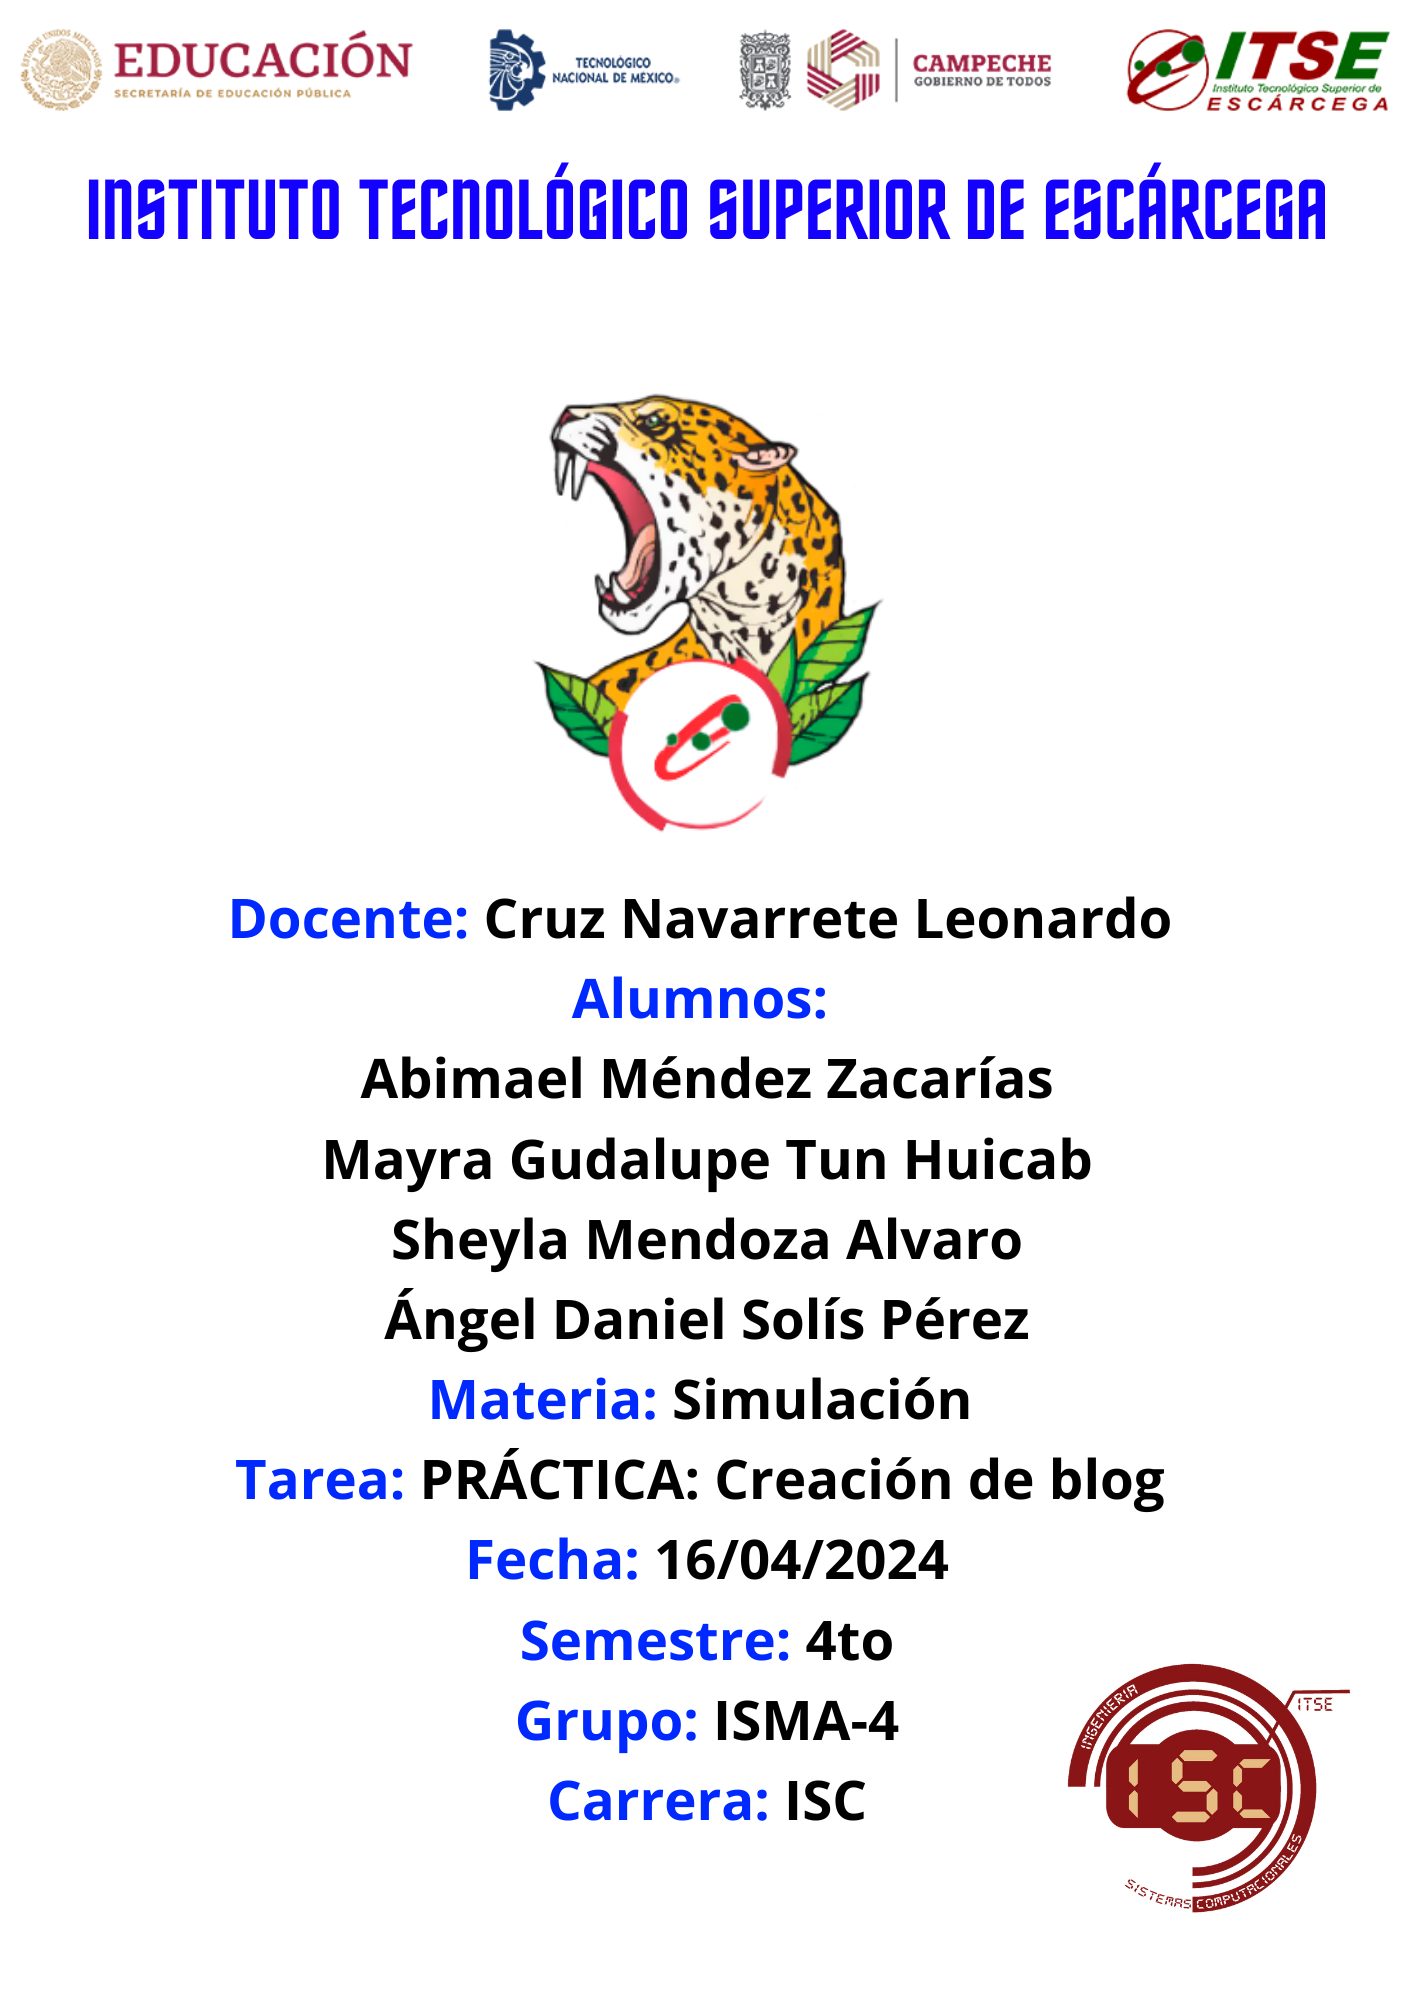 EDUCACIÓN
SECRETARÍA DE EDUCACIÓN PÚBLICA
ESTADOS UNIDOS MEXICANOS
TECNOLÓGICO
NACIONAL DE MÉXICO®
CAMPECHE
GOBIERNO DE TODOS
ITSE
Instituto Tecnológico Superior de
ESCÁRCEGA
INSTITUTO TECNOLÓGICO SUPERIOR DE ESCÁRCEGA
Docente: Cruz Navarrete Leonardo
Alumnos:
Abimael Méndez Zacarías
Mayra Gudalupe Tun Huicab
Sheyla Mendoza Alvaro
Ángel Daniel Solís Pérez
Materia: Simulación
Tarea: PRÁCTICA: Creación de blog
Fecha: 16/04/2024
Semestre: 4to
Grupo: ISMA-4
Carrera: ISC
INGENIERIA
ITSE
ISC
SISTEMAS COMPUTACIONALES